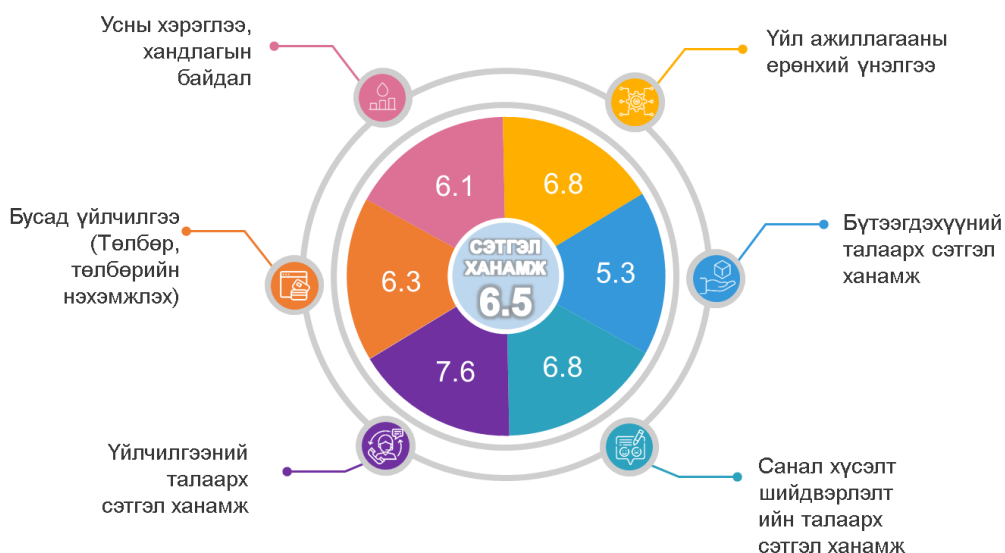 Усны хэрэглээ,
хандлагын
байдал
Үйл ажиллагааны
ерөнхий үнэлгээ
6.1
6.8
Бусад үйлчилгээ
(Төлбөр,
төлбөрийн
нэхэмжлэх)
6.3
СЭТГЭЛ
ХАНАМЖ
6.5
5.3
Бүтээгдэхүүний
талаарх сэтгэл
ханамж
7.6
6.8
Үйлчилгээний
талаарх
сэтгэл ханамж
Санал хүсэлт
шийдвэрлэлт
ийн талаарх
сэтгэл ханамж